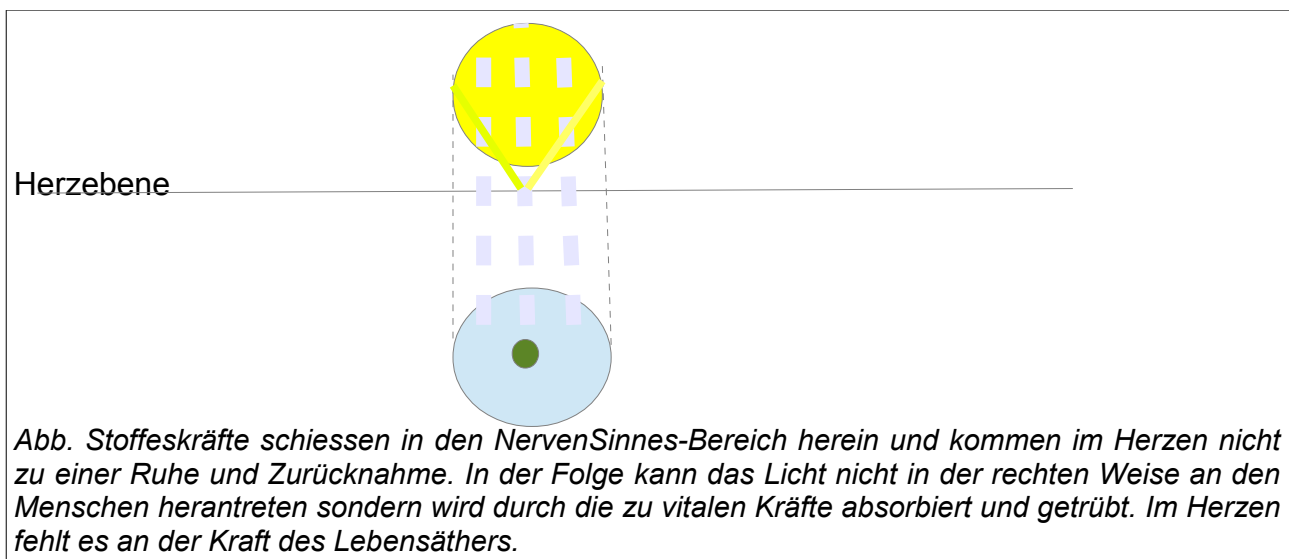 Herzebene
Abb. Stoffeskräfte schiessen in den NervenSinnes-Bereich herein und kommen im Herzen nicht
zu einer Ruhe und Zurücknahme. In der Folge kann das Licht nicht in der rechten Weise an den
Menschen herantreten sondern wird durch die zu vitalen Kräfte absorbiert und getrübt. Im Herzen
fehlt es an der Kraft des Lebensäthers.